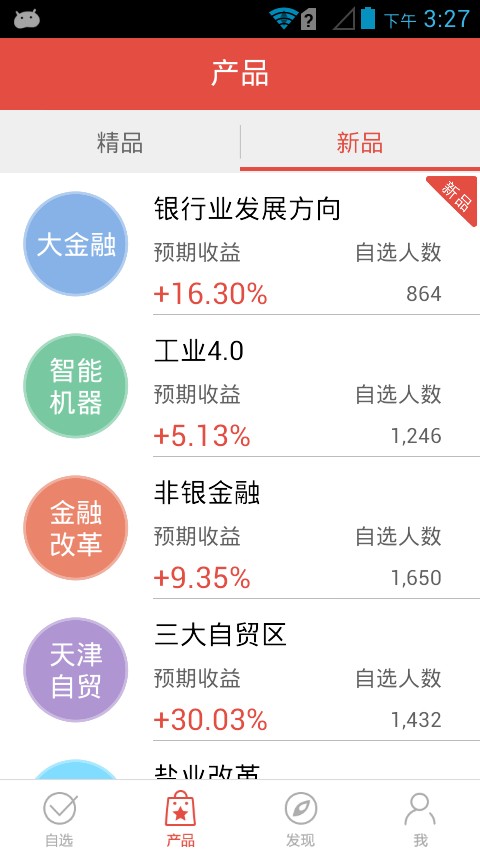 下午 3:27
产品
精品
新品
新品
大金融
银行业发展方向
预期收益
自选人数
+16.30%
864
智能
机器
工业4.0
预期收益
自选人数
+5.13%
1,246
金融
改革
非银金融
预期收益
自选人数
+9.35%
1,650
天津
自贸
三大自贸区
预期收益
自选人数
+30.03%
1,432
盐业改革
自选
产品
发现
我